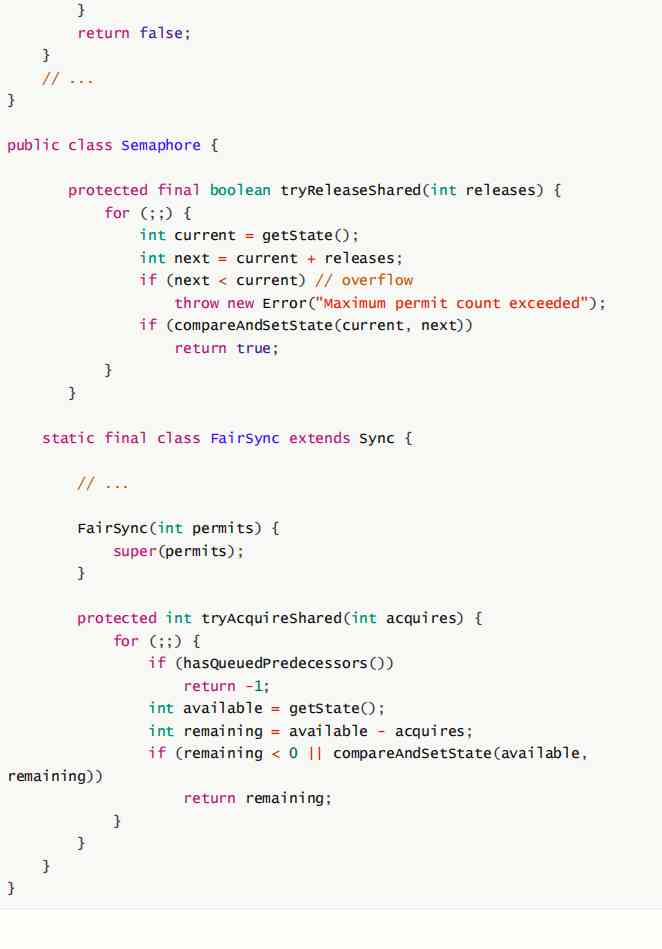 }
        return false;
    }
    // ...
}

public class Semaphore {

       protected final boolean tryReleaseShared(int releases) {
           for (;;) {
               int current = getState();
               int next = current + releases;
               if (next < current) // overflow
                   throw new Error("Maximum permit count exceeded");
               if (compareAndSetState(current, next))
                   return true;
           }
       }

    static final class FairSync extends Sync {

        // ...

        FairSync(int permits) {
            super(permits);
        }

        protected int tryAcquireShared(int acquires) {
            for (;;) {
                if (hasQueuedPredecessors())
                    return -1;
                int available = getState();
                int remaining = available - acquires;
                if (remaining < 0 || compareAndSetState(available,
remaining))
                    return remaining;
            }
        }
    }
}